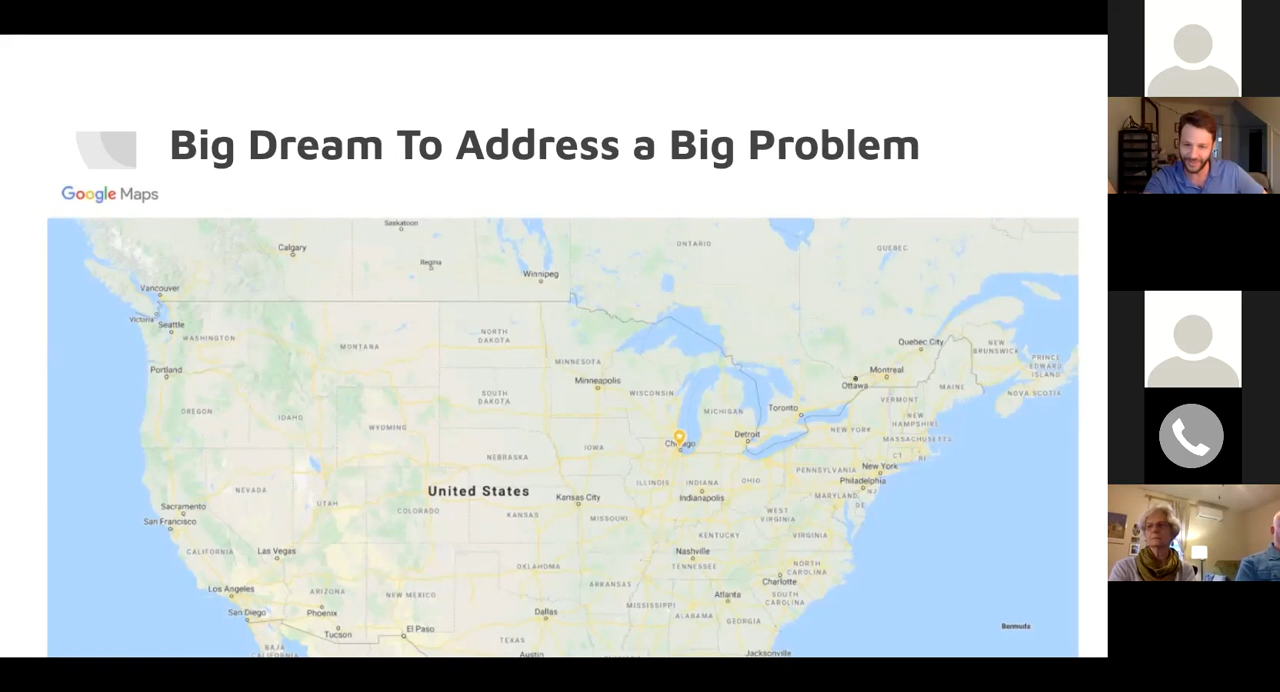 Big Dream To Address a Big Problem
Google Maps
Saskatoon
Calgary
Regina
Winnipeg
ONTARIO
QUEBEC
Vancouver
Victoria
Seattle
WASHINGTON
MONTANA
NORTH
DAKOTA
MINNESOTA
Quebec City
NEW
BRUNSWICK
PRINCE
EDWARD
ISLAND
Montreal
Ottawa
MAINE
NOVA SCOTIA
Portland
Minneapolis
WISCONSIN
SOUTH
DAKOTA
OREGON
IDAHO
WYOMING
MICHIGAN
Toronto
VERMONT
NEW
HAMPSHIRE
Chicago
Detroit
NEW YORK
MASSACHUSETTS
IOWA
NEBRASKA
CT
RI
PENNSYLVANIA
New York
ILLINOIS
INDIANA
OHIO
Philadelphia
NJ
NEVADA
UTAH
United States
Kansas City
Indianapolis
MARYLAND
DE
Sacramento
San Francisco
COLORADO
KANSAS
MISSOURI
WEST
VIRGINIA
KENTUCKY
VIRGINIA
CALIFORNIA
Las Vegas
Nashville
TENNESSEE
NORTH
CAROLINA
OKLAHOMA
Charlotte
Los Angeles
ARIZONA
NEW MEXICO
ARKANSAS
Atlanta
SOUTH
CAROLINA
San Diego
Phoenix
Dallas
MISSISSIPPI
ALABAMA
GEORGIA
Tucson
El Paso
TEXAS
Bermuda
BAJA
CALIFORNIA
Austin
Jacksonville